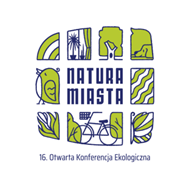 NATURA
MIASTA
16. Otwarta Konferencja Ekologiczna